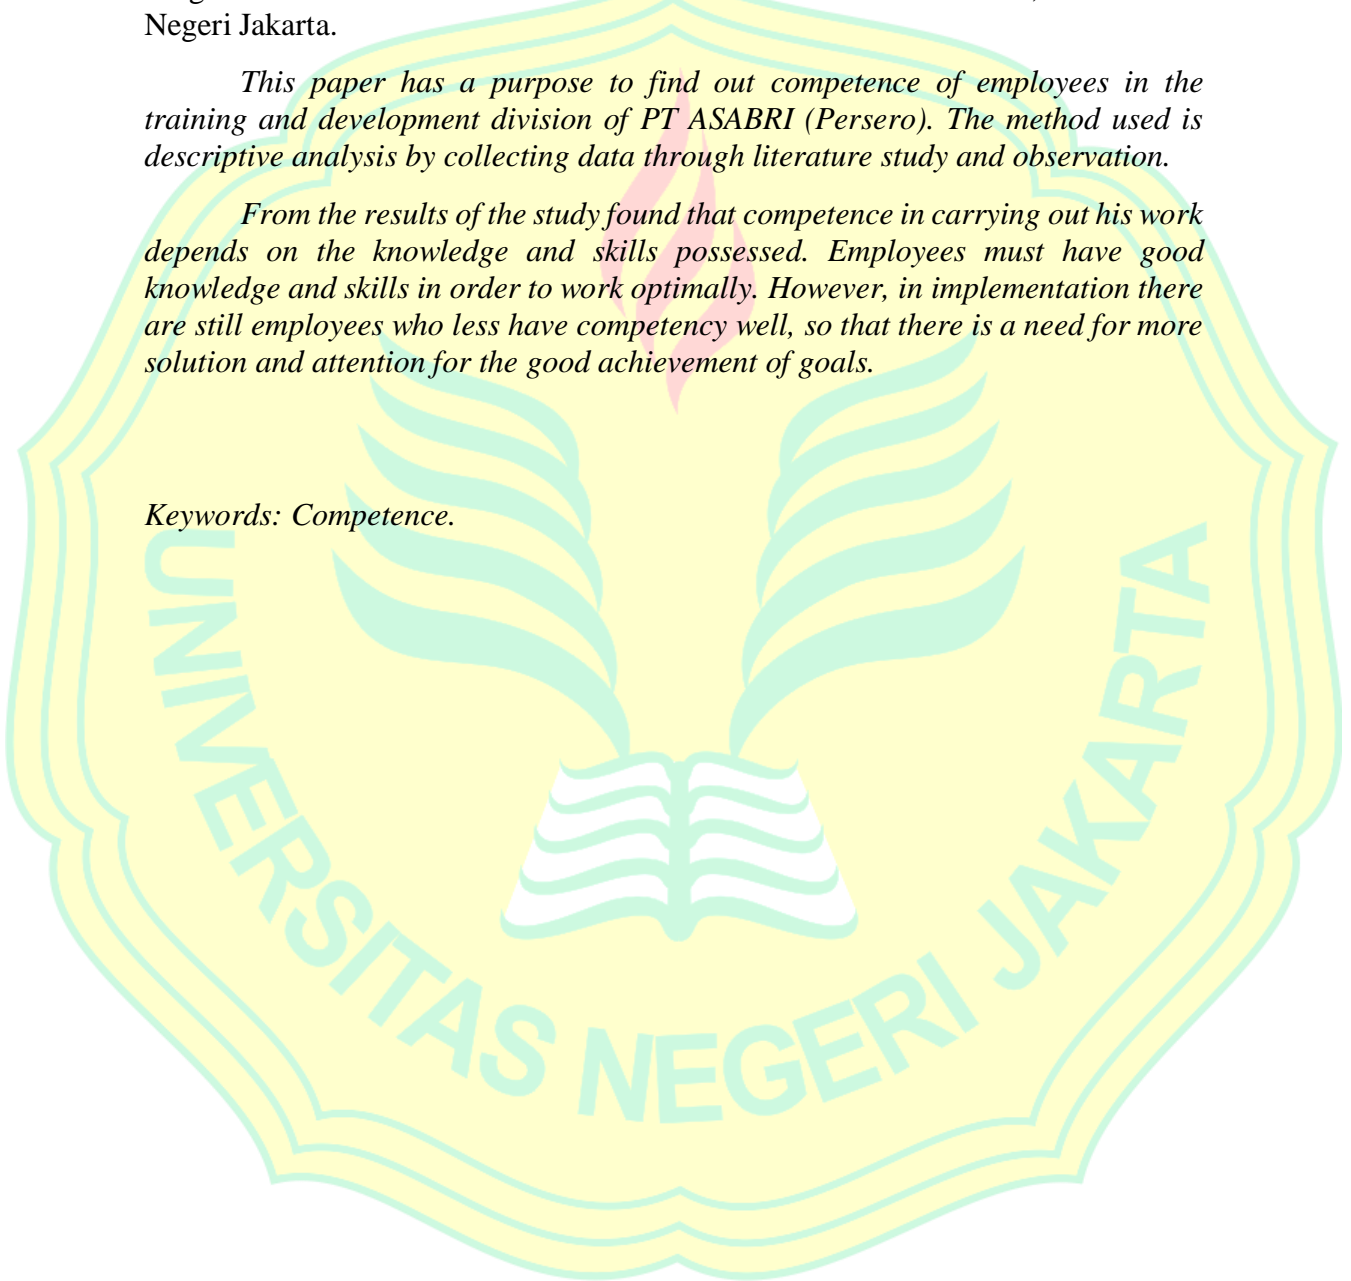 Negeri Jakarta.
This paper has a purpose to find out competence of employees in the
training and development division of PT ASABRI (Persero). The method used is
descriptive analysis by collecting data through literature study and observation.
From the results of the study found that competence in carrying out his work
depends on the knowledge and skills possessed. Employees must have good
knowledge and skills in order to work optimally. However, in implementation there
are still employees who less have competency well, so that there is a need for more
solution and attention for the good achievement of goals.
Keywords: Competence.
UNIVERSITAS NEGERI JAKARTA